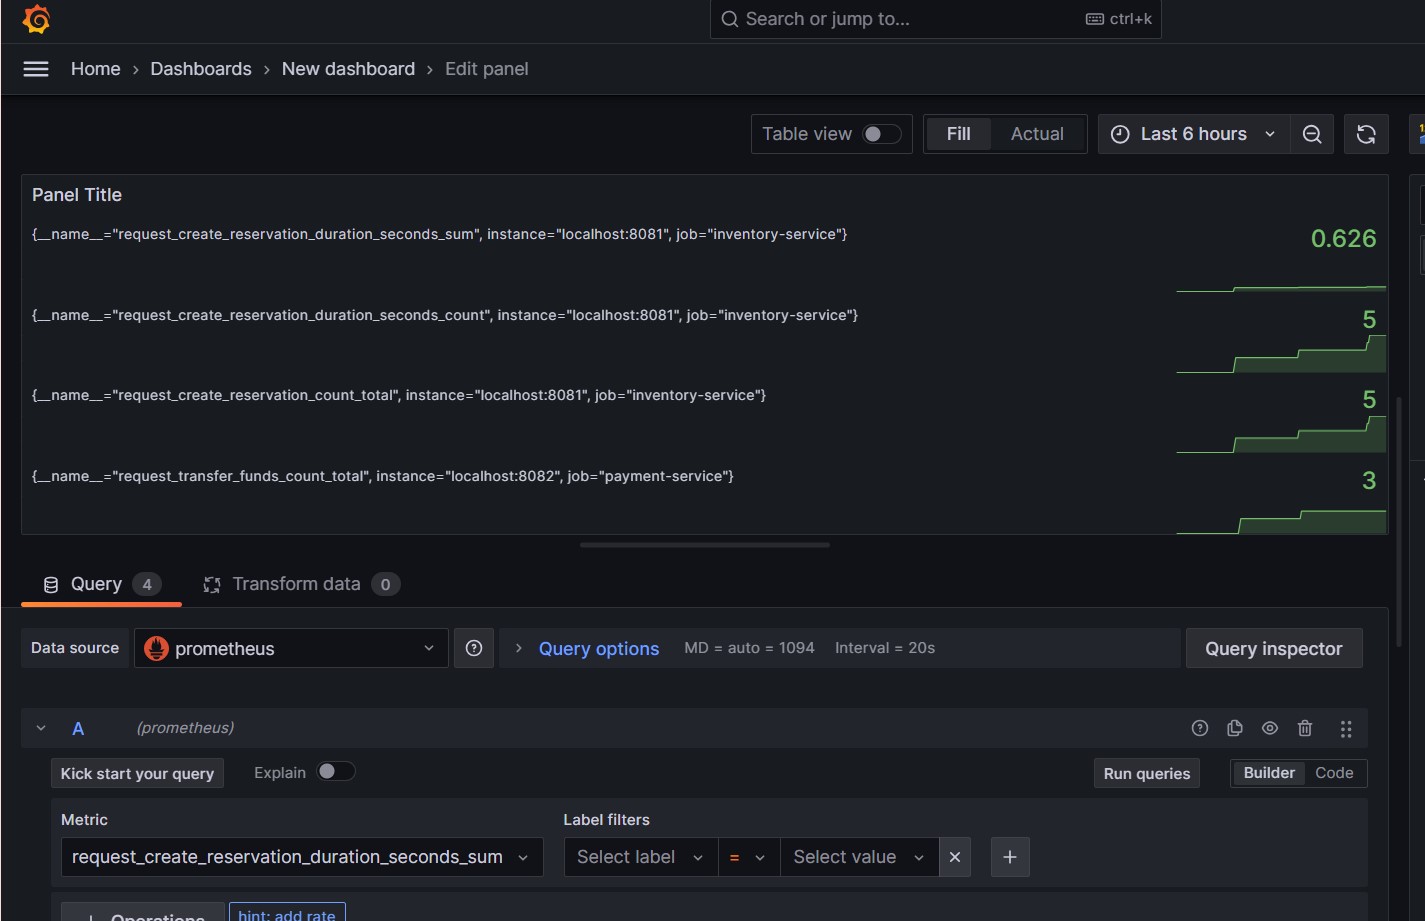 Search or jump to... ctrl+k
Home › Dashboards › New dashboard › Edit panel
Table view Fill Actual Last 6 hours
Panel Title
{__name__="request_create_reservation_duration_seconds_sum", instance="localhost:8081", job="inventory-service"}
0.626
{__name__="request_create_reservation_duration_seconds_count", instance="localhost:8081", job="inventory-service"}
5
{__name__="request_create_reservation_count_total", instance="localhost:8081", job="inventory-service"}
5
{__name__="request_transfer_funds_count_total", instance="localhost:8082", job="payment-service"}
3
Query 4 Transform data 0
Data source prometheus Query options MD = auto = 1094 Interval = 20s Query inspector
A (prometheus)
Kick start your query Explain Run queries Builder Code
Metric Label filters
request_create_reservation_duration_seconds_sum Select label = Select value
+ Operations hint: add rate